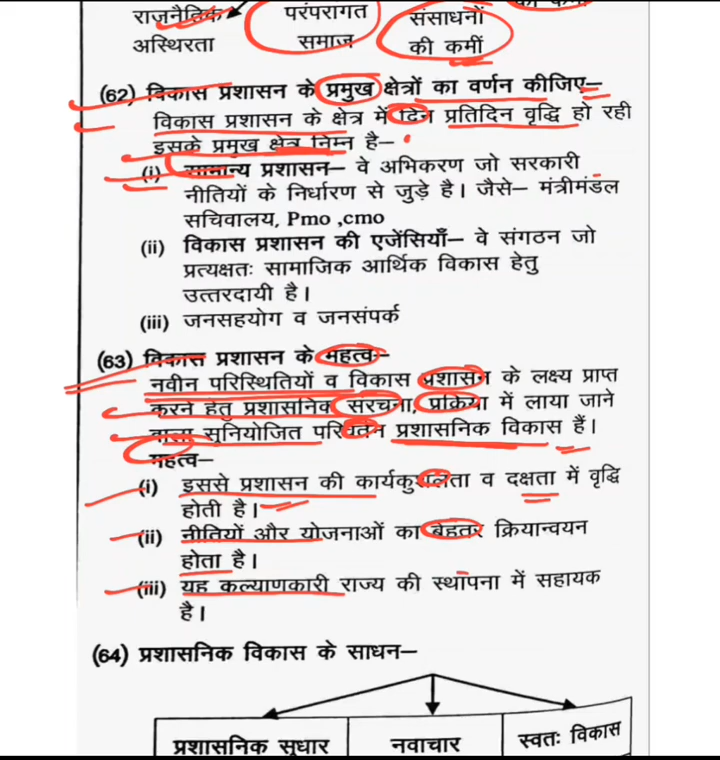 राजनैतिक परंपरागत संसाधनों
अस्थिरता समाज की कमीं
(62) विकास प्रशासन के प्रमुख क्षेत्रों का वर्णन कीजिए–
विकास प्रशासन के क्षेत्र में दिन प्रतिदिन वृद्धि हो रही
इसके प्रमुख क्षेत्र निम्न है–
(i) सामान्य प्रशासन– वे अभिकरण जो सरकारी
नीतियों के निर्धारण से जुड़े है। जैसे– मंत्रीमंडल
सचिवालय, Pmo ,cmo
(ii) विकास प्रशासन की एजेंसियाँ– वे संगठन जो
प्रत्यक्षतः सामाजिक आर्थिक विकास हेतु
उत्तरदायी है।
(iii) जनसहयोग व जनसंपर्क
(63) विकास प्रशासन के महत्व–
नवीन परिस्थितियों व विकास प्रशासन के लक्ष्य प्राप्त
करने हेतु प्रशासनिक सरचना, प्रक्रिया में लाया जाने
वाला सुनियोजित परिवर्तन प्रशासनिक विकास हैं।
महत्व–
(i) इससे प्रशासन की कार्यकुशलता व दक्षता में वृद्धि
होती है।
(ii) नीतियों और योजनाओं का बेहतर क्रियान्वयन
होता है।
(iii) यह कल्याणकारी राज्य की स्थापना में सहायक
है।
(64) प्रशासनिक विकास के साधन–
प्रशासनिक सुधार नवाचार स्वतः विकास